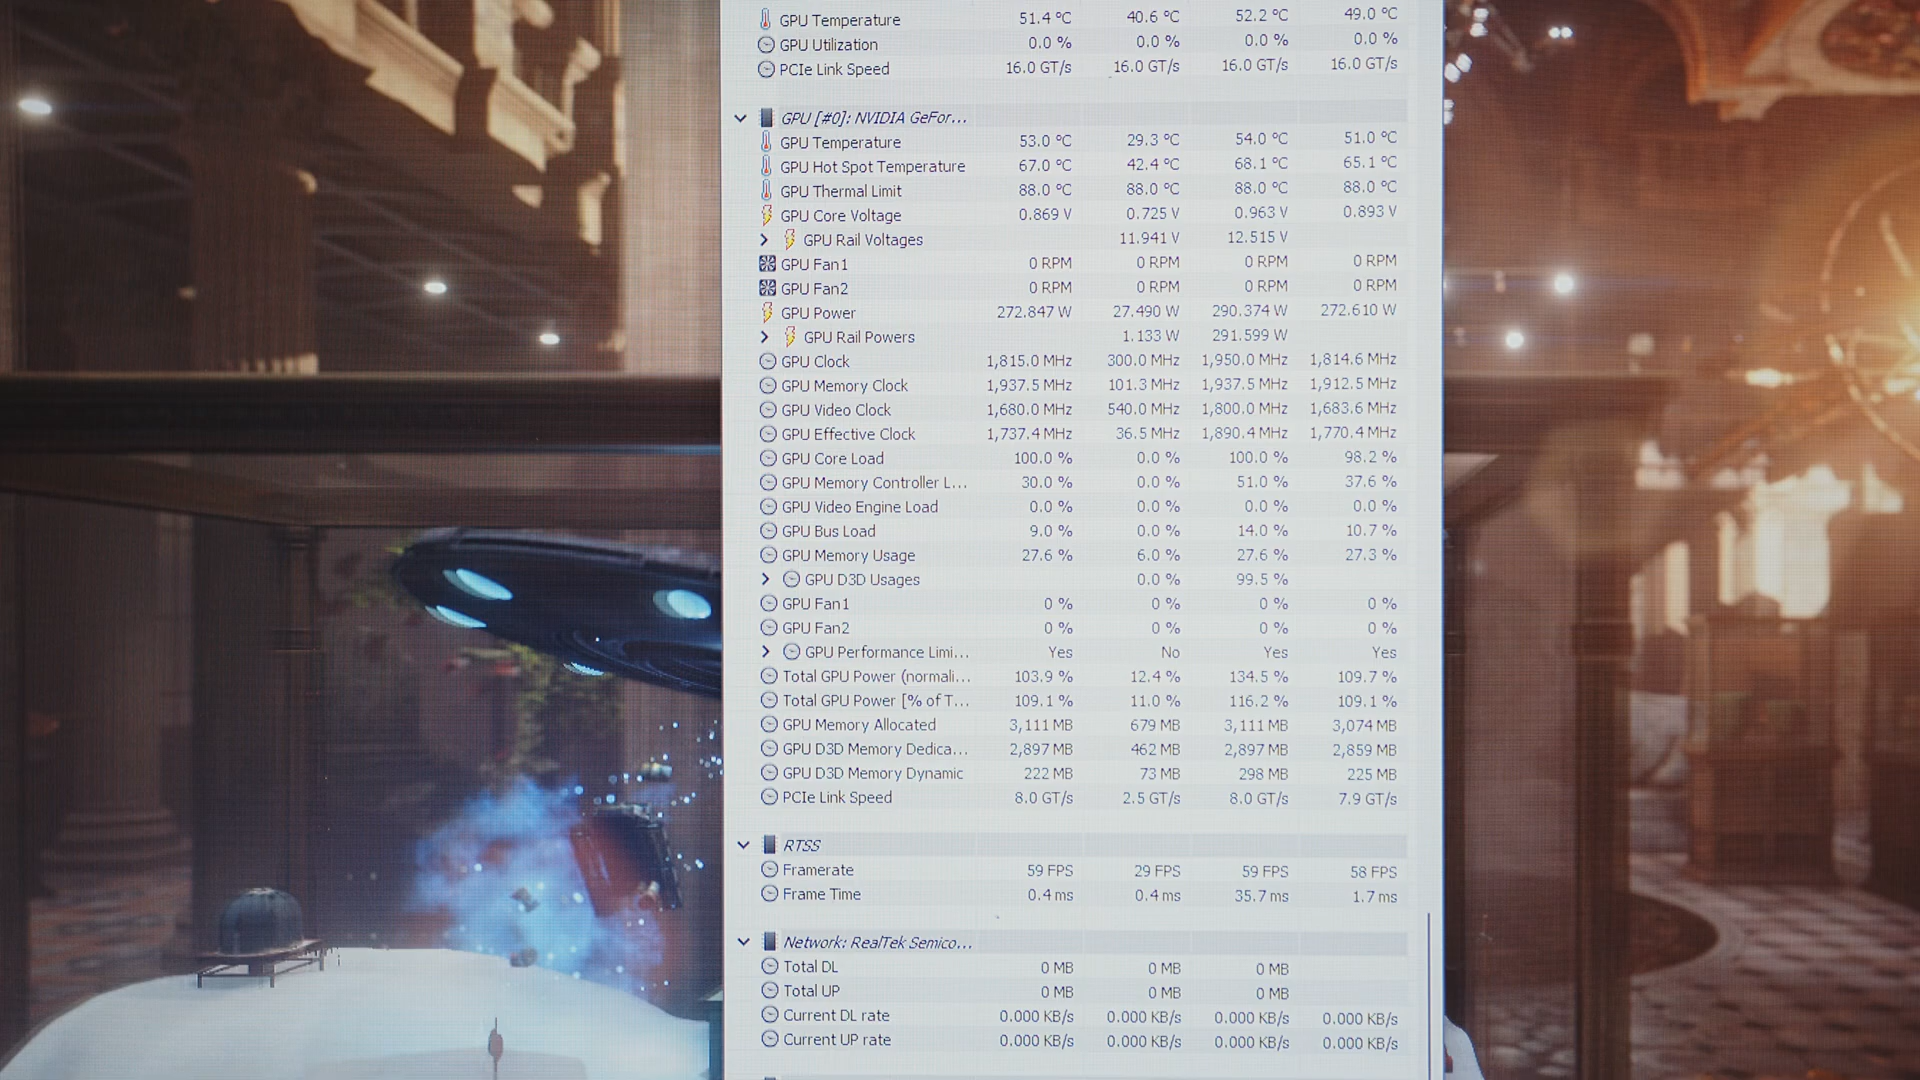 GPU Temperature 51.4 °C 40.6 °C 52.2 °C 49.0 °C
GPU Utilization 0.0 % 0.0 % 0.0 % 0.0 %
PCIe Link Speed 16.0 GT/s 16.0 GT/s 16.0 GT/s 16.0 GT/s
GPU [#0]: NVIDIA GeFor...
GPU Temperature 53.0 °C 29.3 °C 54.0 °C 51.0 °C
GPU Hot Spot Temperature 67.0 °C 42.4 °C 68.1 °C 65.1 °C
GPU Thermal Limit 88.0 °C 88.0 °C 88.0 °C 88.0 °C
GPU Core Voltage 0.869 V 0.725 V 0.963 V 0.893 V
GPU Rail Voltages 11.941 V 12.515 V
GPU Fan1 0 RPM 0 RPM 0 RPM 0 RPM
GPU Fan2 0 RPM 0 RPM 0 RPM 0 RPM
GPU Power 272.847 W 27.490 W 290.374 W 272.610 W
GPU Rail Powers 1.133 W 291.599 W
GPU Clock 1,815.0 MHz 300.0 MHz 1,950.0 MHz 1,814.6 MHz
GPU Memory Clock 1,937.5 MHz 101.3 MHz 1,937.5 MHz 1,912.5 MHz
GPU Video Clock 1,680.0 MHz 540.0 MHz 1,800.0 MHz 1,683.6 MHz
GPU Effective Clock 1,737.4 MHz 36.5 MHz 1,890.4 MHz 1,770.4 MHz
GPU Core Load 100.0 % 0.0 % 100.0 % 98.2 %
GPU Memory Controller L... 30.0 % 0.0 % 51.0 % 37.6 %
GPU Video Engine Load 0.0 % 0.0 % 0.0 % 0.0 %
GPU Bus Load 9.0 % 0.0 % 14.0 % 10.7 %
GPU Memory Usage 27.6 % 6.0 % 27.6 % 27.3 %
GPU D3D Usages 0.0 % 99.5 %
GPU Fan1 0 % 0 % 0 % 0 %
GPU Fan2 0 % 0 % 0 % 0 %
GPU Performance Limi... Yes No Yes Yes
Total GPU Power (normali... 103.9 % 12.4 % 134.5 % 109.7 %
Total GPU Power [% of T... 109.1 % 11.0 % 116.2 % 109.1 %
GPU Memory Allocated 3,111 MB 679 MB 3,111 MB 3,074 MB
GPU D3D Memory Dedica... 2,897 MB 462 MB 2,897 MB 2,859 MB
GPU D3D Memory Dynamic 222 MB 73 MB 298 MB 225 MB
PCIe Link Speed 8.0 GT/s 2.5 GT/s 8.0 GT/s 7.9 GT/s
RTSS
Framerate 59 FPS 29 FPS 59 FPS 58 FPS
Frame Time 0.4 ms 0.4 ms 35.7 ms 1.7 ms
Network: RealTek Semico...
Total DL 0 MB 0 MB 0 MB
Total UP 0 MB 0 MB 0 MB
Current DL rate 0.000 KB/s 0.000 KB/s 0.000 KB/s 0.000 KB/s
Current UP rate 0.000 KB/s 0.000 KB/s 0.000 KB/s 0.000 KB/s